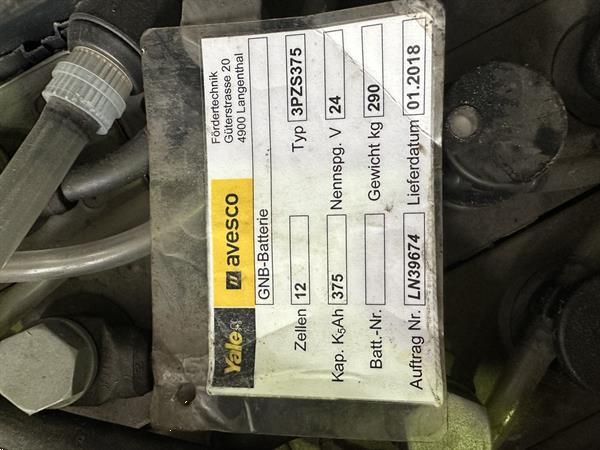 Yale
avesco
Fördertechnik
Güterstrasse 20
4900 Langenthal
GNB-Batterie
Zellen 12 Typ 3PZS375
Kap. K5Ah 375 Nennspg. V 24
Batt.-Nr. Gewicht kg 290
Auftrag Nr. LN39674 Lieferdatum 01.2018